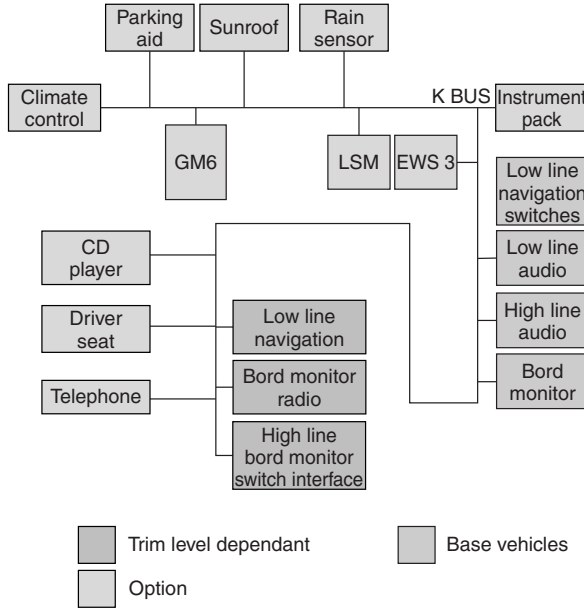 Parking
aid
Sunroof
Rain
sensor
Climate
control
K BUS
Instrument
pack
GM6
LSM
EWS 3
Low line
navigation
switches
CD
player
Low line
audio
Driver
seat
Low line
navigation
High line
audio
Telephone
Bord monitor
radio
Bord
monitor
High line
bord monitor
switch interface
Trim level dependant
Base vehicles
Option